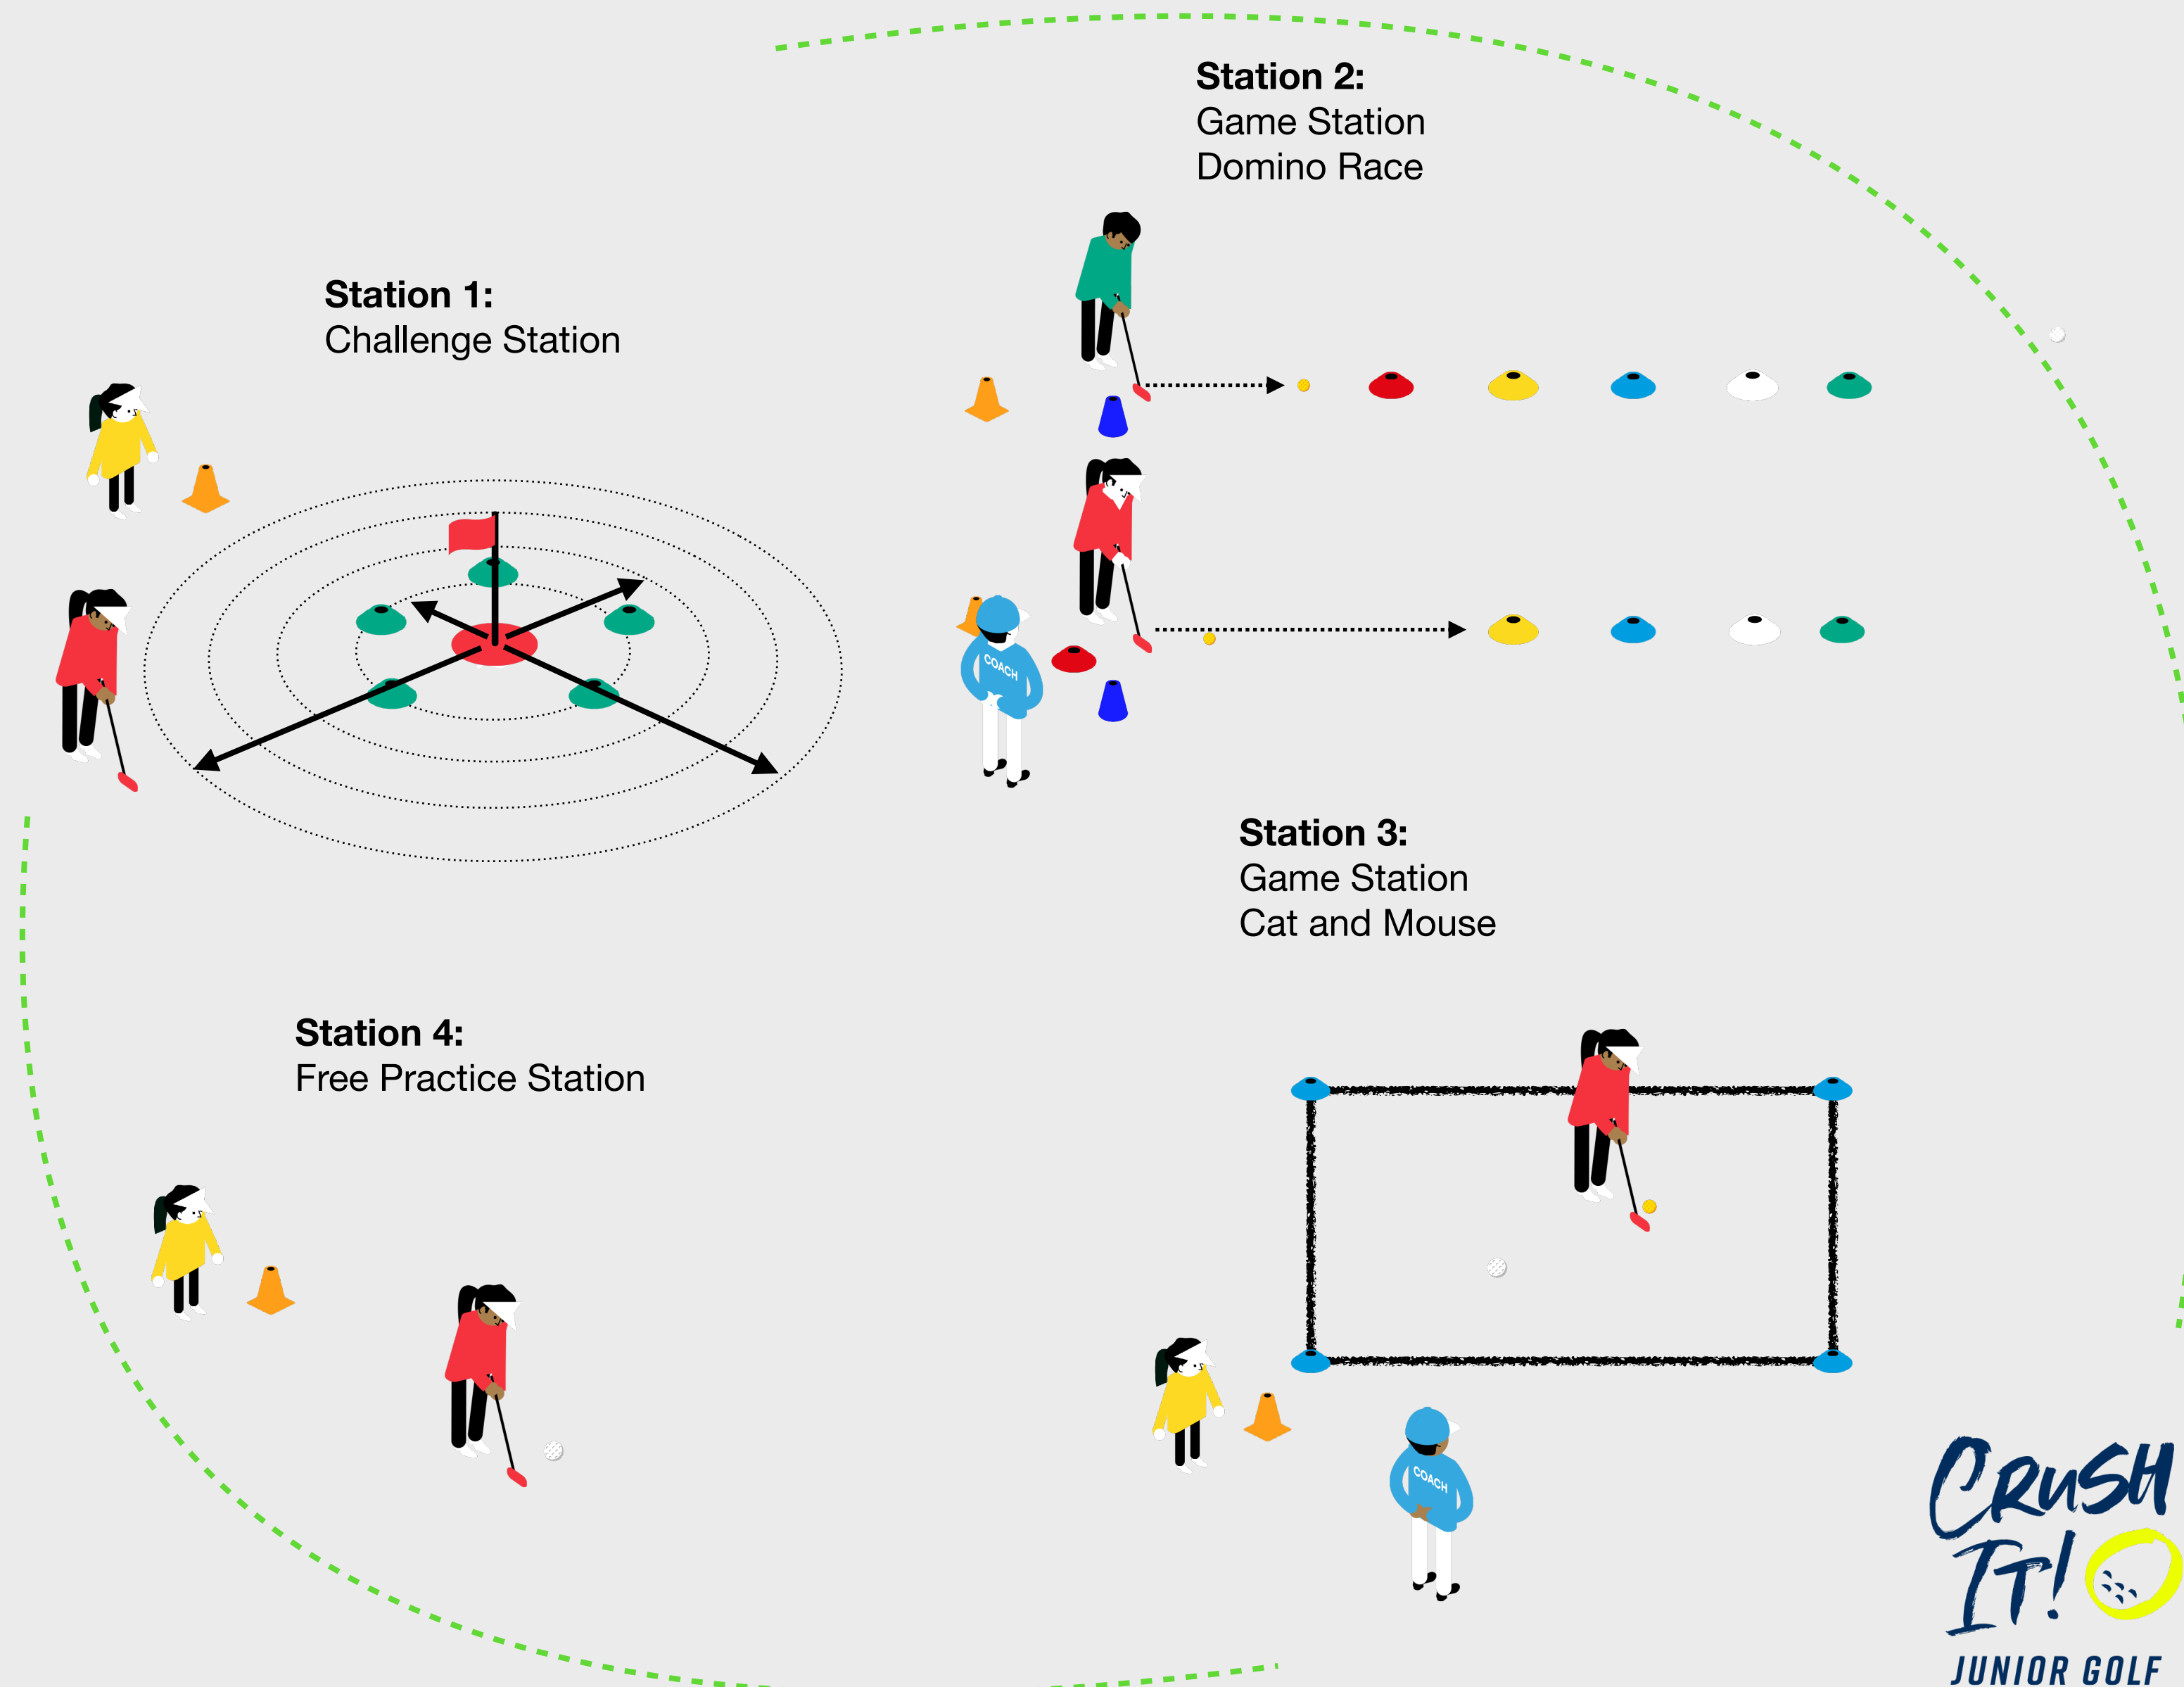 Station 2:
Game Station
Domino Race
Station 1:
Challenge Station
COACH
Station 3:
Game Station
Cat and Mouse
Station 4:
Free Practice Station
COACH
CRUSH
IT!
JUNIOR GOLF